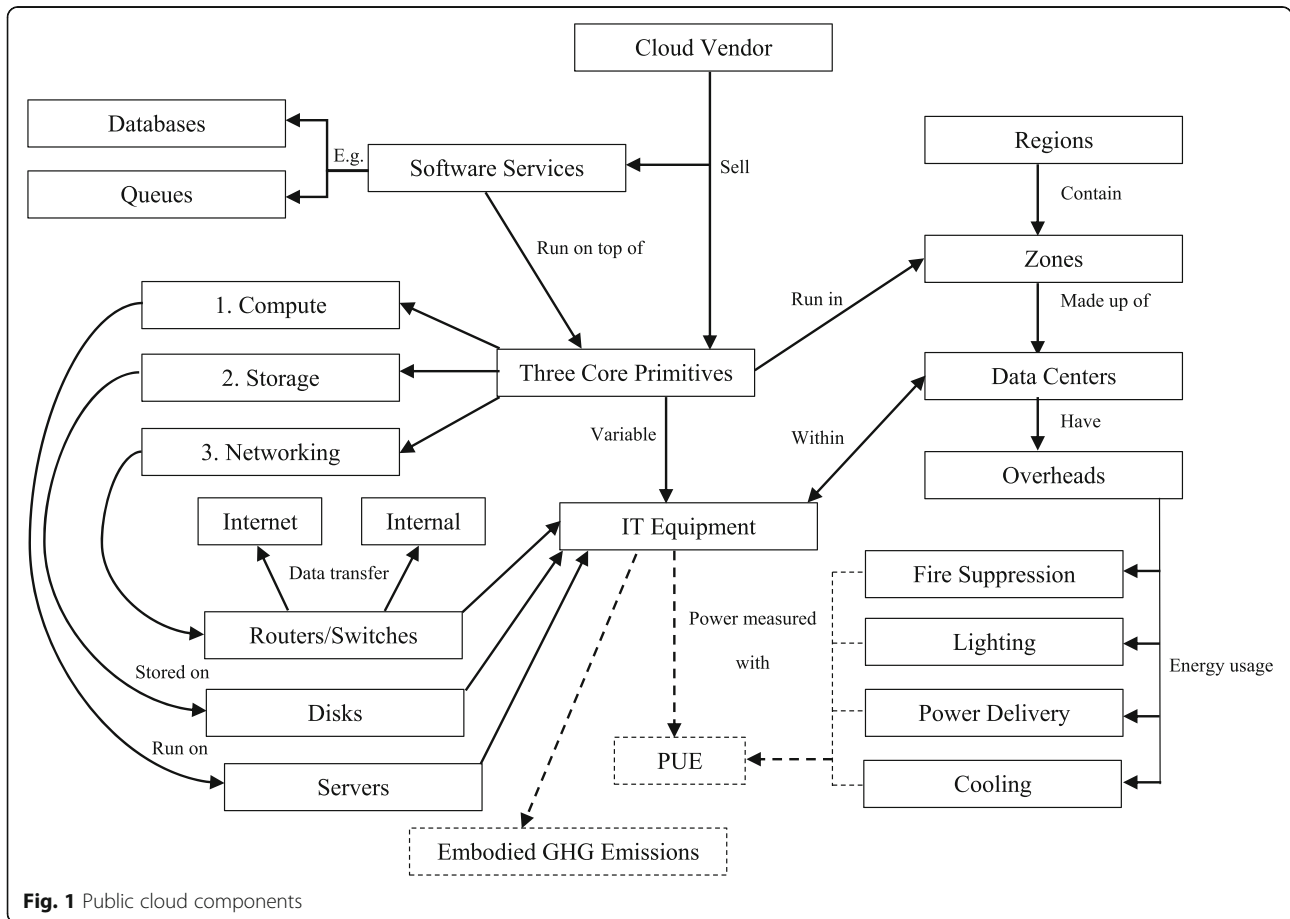 Cloud Vendor
Databases
Regions
E.g.
Software Services
Sell
Queues
Contain
Run on top of
Zones
1. Compute
Run in
Made up of
2. Storage
Three Core Primitives
Data Centers
Variable
Within
Have
3. Networking
Overheads
Internet
Internal
IT Equipment
Data transfer
Fire Suppression
Routers/Switches
Power measured
with
Lighting
Energy usage
Stored on
Disks
Power Delivery
Run on
PUE
Servers
Cooling
Embodied GHG Emissions
Fig. 1 Public cloud components